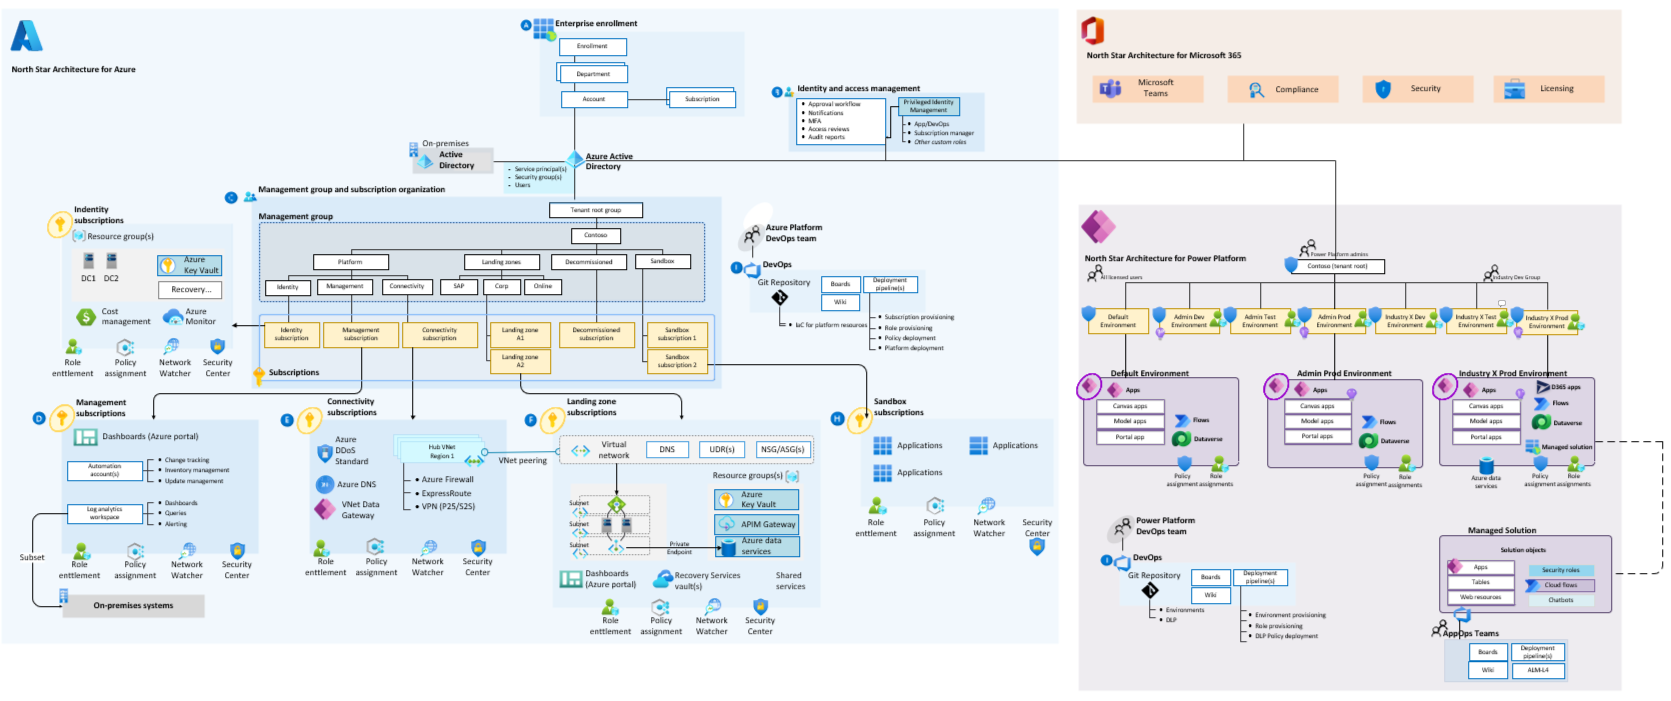 North Star Architecture for Azure
A
Enterprise enrollment
Enrollment
Department
Account
Subscription
B
Identity and access management
Approval workflow
Notifications
MFA
Access reviews
Audit reports
Privileged Identity
Management
App/DevOps
Subscription manager
Other custom roles
On-premises
Active
Directory
Service principal(s)
Security group(s)
Users
Azure Active
Directory
C
Management group and subscription organization
Management group
Tenant root group
Contoso
Platform
Landing zones
Decommissioned
Sandbox
Identity
Management
Connectivity
SAP
Corp
Online
Identity
subscription
Management
subscription
Connectivity
subscription
Landing zone
A1
Landing zone
A2
Decommissioned
subscription
Sandbox
subscription 1
Sandbox
subscription 2
Subscriptions
Indentity
subscriptions
Resource group(s)
DC1
DC2
Azure
Key Vault
Recovery...
Cost
management
Azure
Monitor
Role
enttlement
Policy
assignment
Network
Watcher
Security
Center
Azure Platform
DevOps team
I
DevOps
Git Repository
Boards
Wiki
Deployment
pipeline(s)
IaC for platform resources
Subscription provisioning
Role provisioning
Policy deployment
Platform deployment
D
Management
subscriptions
Dashboards (Azure portal)
Automation
account(s)
Change tracking
Inventory management
Update management
Log analytics
workspace
Dashboards
Queries
Alerting
Subset
Role
enttlement
Policy
assignment
Network
Watcher
Security
Center
On-premises systems
E
Connectivity
subscriptions
Azure
DDoS
Standard
Azure DNS
VNet Data
Gateway
Hub VNet
Region 1
Azure Firewall
ExpressRoute
VPN (P2S/S2S)
VNet peering
Role
enttlement
Policy
assignment
Network
Watcher
Security
Center
F
Landing zone
subscriptions
Virtual
network
DNS
UDR(s)
NSG/ASG(s)
Resource groups(s)
Subnet
Subnet
Subnet
Private
Endpoint
Azure
Key Vault
APIM Gateway
Azure data
services
Dashboards
(Azure portal)
Recovery Services
vault(s)
Shared
services
Role
enttlement
Policy
assignment
Network
Watcher
Security
Center
H
Sandbox
subscriptions
Applications
Applications
Applications
Role
enttlement
Policy
assignment
Network
Watcher
Security
Center
North Star Architecture for Microsoft 365
Microsoft
Teams
Compliance
Security
Licensing
North Star Architecture for Power Platform
Power Platform admins
Contoso (tenant root)
All licensed users
Industry Dev Group
Default
Environment
Admin Dev
Environment
Admin Test
Environment
Admin Prod
Environment
Industry X Dev
Environment
Industry X Test
Environment
Industry X Prod
Environment
Default Environment
Apps
Canvas apps
Model apps
Portal app
Flows
Dataverse
Policy
assignment
Role
assignments
Admin Prod Environment
Apps
Canvas apps
Model apps
Portal app
Flows
Dataverse
Policy
assignment
Role
assignments
Industry X Prod Environment
Apps
Canvas apps
Model apps
Portal app
D365 apps
Flows
Dataverse
Managed solution
Azure data
services
Policy
assignment
Role
assignments
Power Platform
DevOps team
I
DevOps
Git Repository
Boards
Wiki
Deployment
pipeline(s)
Environments
DLP
Environment provisioning
Role provisioning
DLP Policy deployment
Managed Solution
Solution objects
Apps
Tables
Web resources
Security roles
Cloud flows
Chatbots
AppOps Teams
Boards
Wiki
Deployment
pipeline(s)
ALM-L4